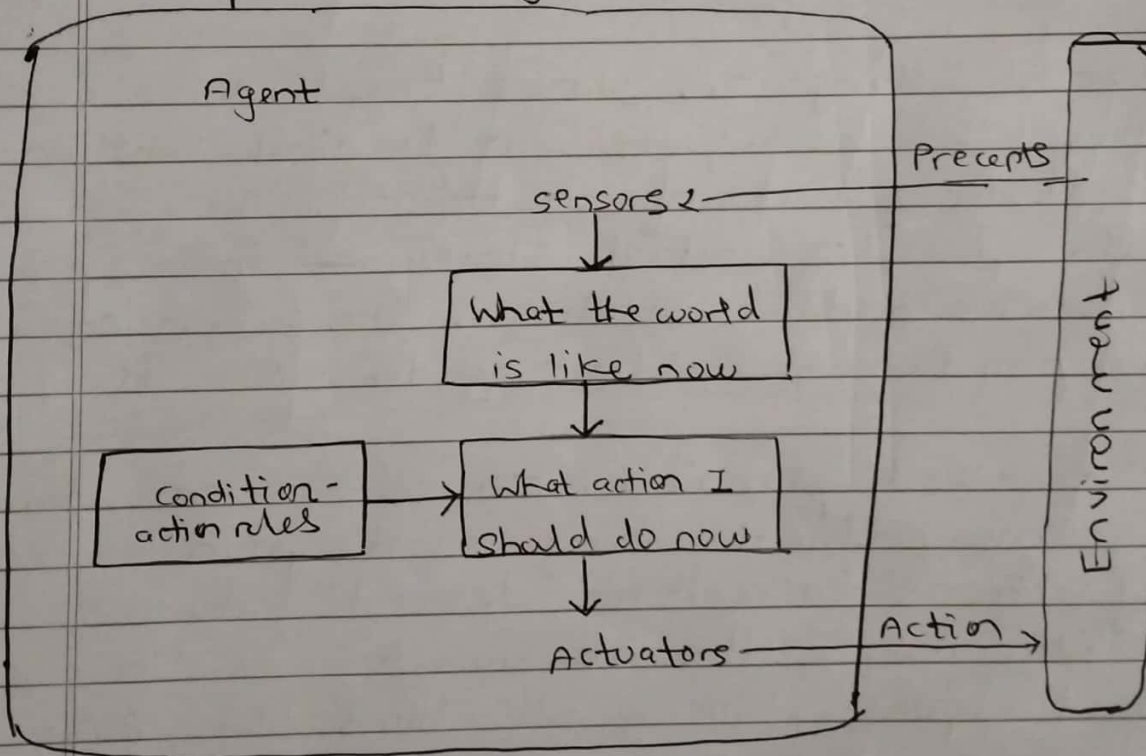 Agent
Precepts
sensors
What the world
is like now
Condition-
action rules
What action I
should do now
Environment
Action
Actuators